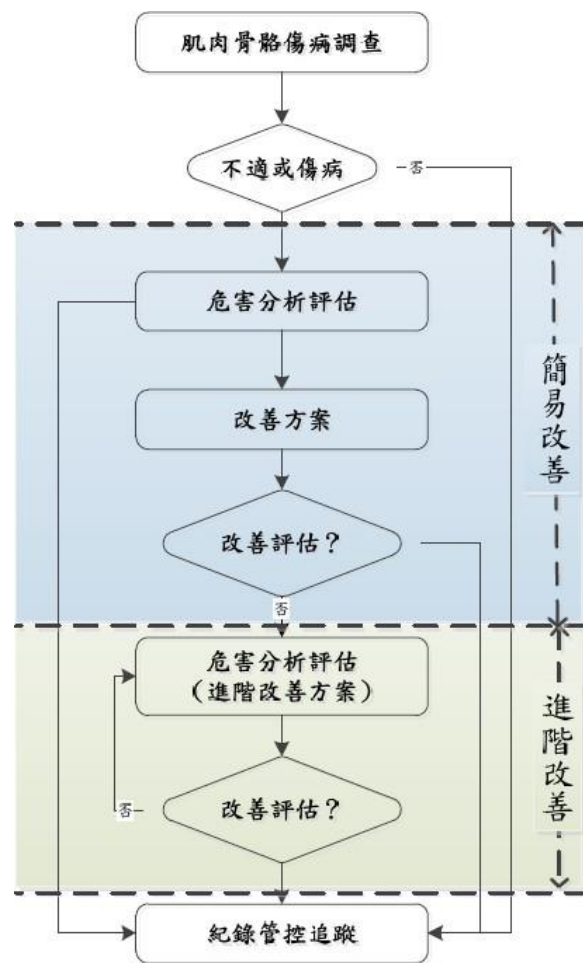 肌肉骨骼傷病調查
不適或傷病
否
危害分析評估
簡易改善
改善方案
改善評估？
否
危害分析評估
（進階改善方案）
進階改善
否
改善評估？
紀錄管控追蹤